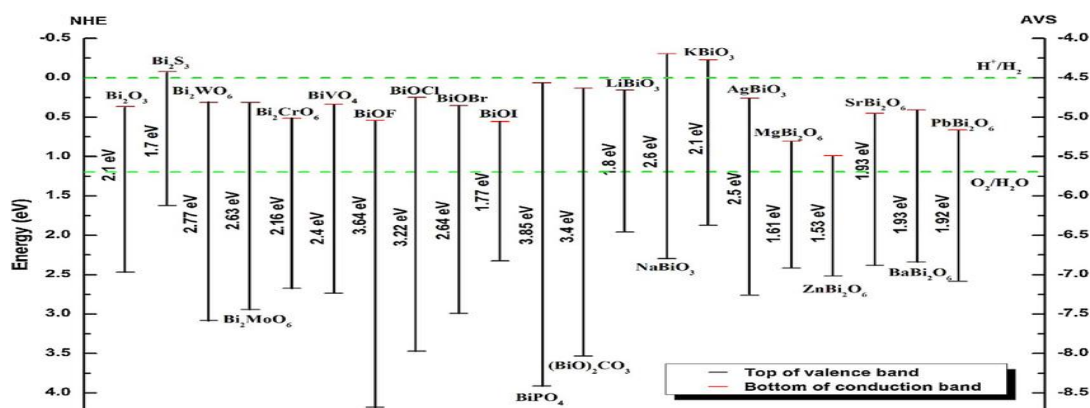 NHE
AVS
-0.5
0.0
0.5
1.0
1.5
2.0
2.5
3.0
3.5
4.0
Energy (eV)
-4.0
-4.5
-5.0
-5.5
-6.0
-6.5
-7.0
-7.5
-8.0
-8.5
H⁺/H₂
O₂/H₂O
Bi₂O₃
2.1 eV
Bi₂S₃
1.7 eV
Bi₂WO₆
2.77 eV
Bi₂MoO₆
2.63 eV
Bi₂CrO₆
2.16 eV
BiVO₄
2.4 eV
BiOF
3.64 eV
BiOCl
3.22 eV
BiOBr
2.64 eV
BiOI
1.77 eV
BiPO₄
3.85 eV
(BiO)₂CO₃
3.4 eV
LiBiO₃
1.8 eV
NaBiO₃
2.6 eV
KBiO₃
2.1 eV
AgBiO₃
2.5 eV
MgBi₂O₆
1.61 eV
ZnBi₂O₆
1.53 eV
SrBi₂O₆
1.93 eV
BaBi₂O₆
1.93 eV
PbBi₂O₆
1.92 eV
Top of valence band
Bottom of conduction band